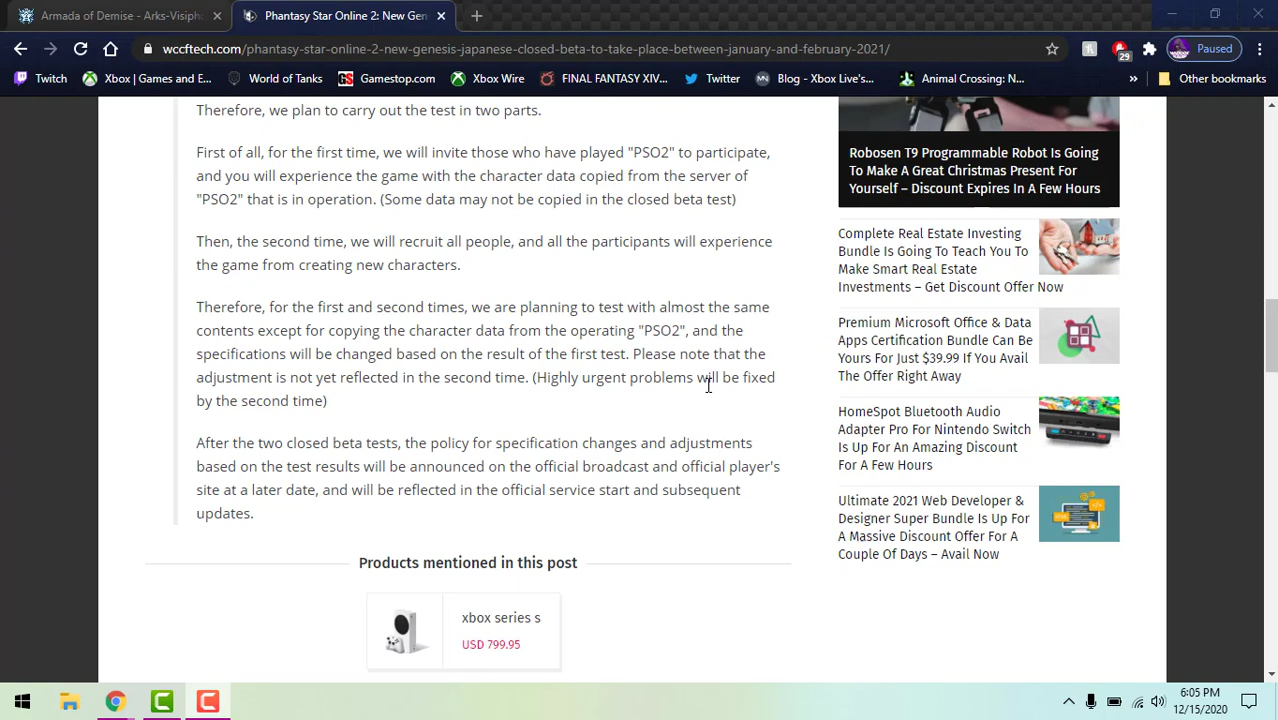 Armada of Demise - Arks-Visiph
Phantasy Star Online 2: New Gen
wccftech.com/phantasy-star-online-2-new-genesis-japanese-closed-beta-to-take-place-between-january-and-february-2021/
29
Paused
Twitch
Xbox | Games and E...
World of Tanks
Gamestop.com
Xbox Wire
FINAL FANTASY XIV...
Twitter
Blog - Xbox Live's...
Animal Crossing: N...
»
Other bookmarks
Therefore, we plan to carry out the test in two parts.
First of all, for the first time, we will invite those who have played "PSO2" to participate,
and you will experience the game with the character data copied from the server of
"PSO2" that is in operation. (Some data may not be copied in the closed beta test)
Then, the second time, we will recruit all people, and all the participants will experience
the game from creating new characters.
Therefore, for the first and second times, we are planning to test with almost the same
contents except for copying the character data from the operating "PSO2", and the
specifications will be changed based on the result of the first test. Please note that the
adjustment is not yet reflected in the second time. (Highly urgent problems will be fixed
by the second time)
After the two closed beta tests, the policy for specification changes and adjustments
based on the test results will be announced on the official broadcast and official player's
site at a later date, and will be reflected in the official service start and subsequent
updates.
Products mentioned in this post
xbox series s
USD 799.95
Robosen T9 Programmable Robot Is Going
To Make A Great Christmas Present For
Yourself – Discount Expires In A Few Hours
Complete Real Estate Investing
Bundle Is Going To Teach You To
Make Smart Real Estate
Investments – Get Discount Offer Now
Premium Microsoft Office & Data
Apps Certification Bundle Can Be
Yours For Just $39.99 If You Avail
The Offer Right Away
HomeSpot Bluetooth Audio
Adapter Pro For Nintendo Switch
Is Up For An Amazing Discount
For A Few Hours
Ultimate 2021 Web Developer &
Designer Super Bundle Is Up For
A Massive Discount Offer For A
Couple Of Days – Avail Now
6:05 PM
12/15/2020